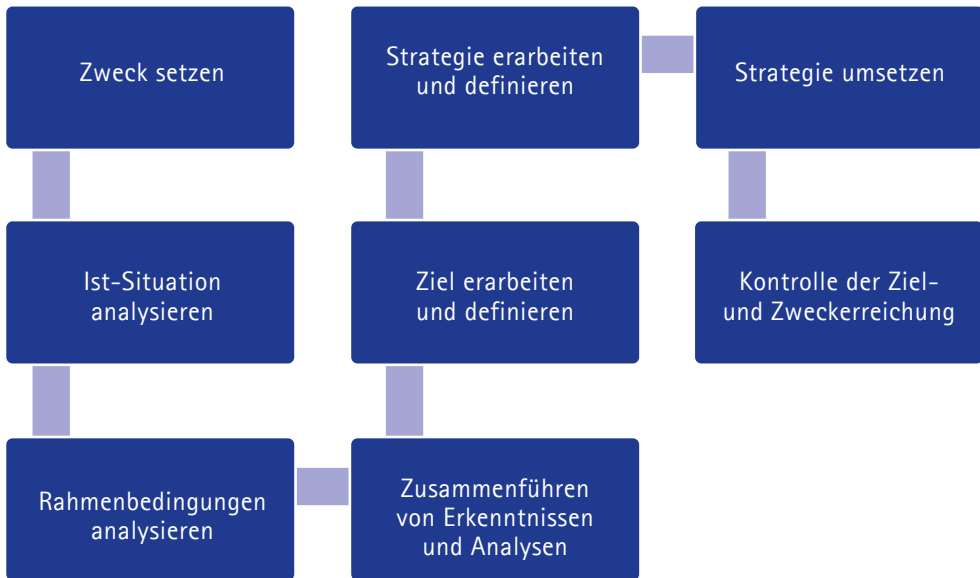 Zweck setzen
Ist-Situation
analysieren
Rahmenbedingungen
analysieren
Zusammenführen
von Erkenntnissen
und Analysen
Ziel erarbeiten
und definieren
Strategie erarbeiten
und definieren
Strategie umsetzen
Kontrolle der Ziel-
und Zweckerreichung